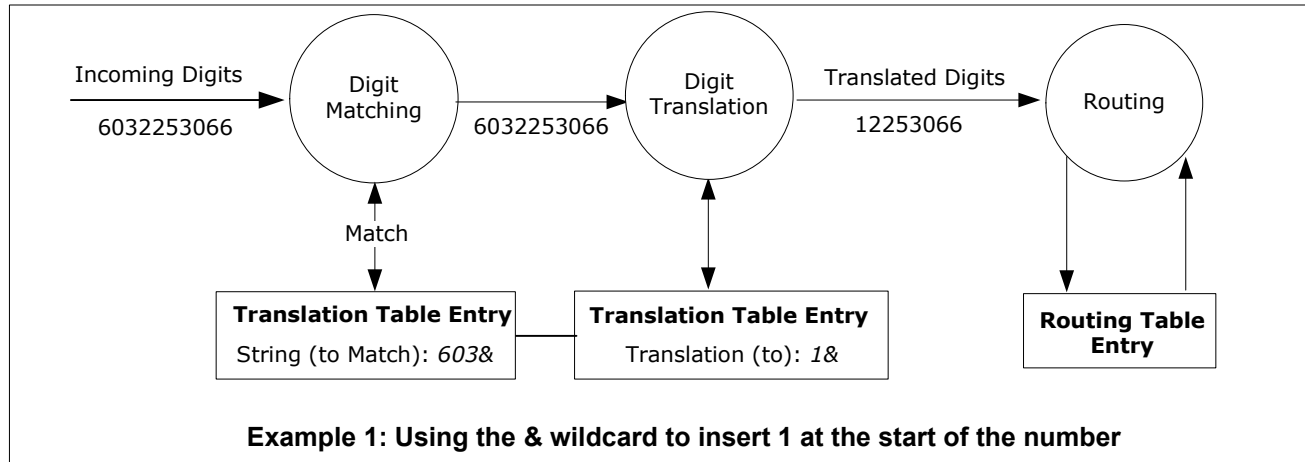 Incoming Digits
6032253066
Digit
Matching
6032253066
Digit
Translation
Translated Digits
12253066
Routing
Match
Translation Table Entry
String (to Match): 603&
Translation Table Entry
Translation (to): 1&
Routing Table
Entry
Example 1: Using the & wildcard to insert 1 at the start of the number